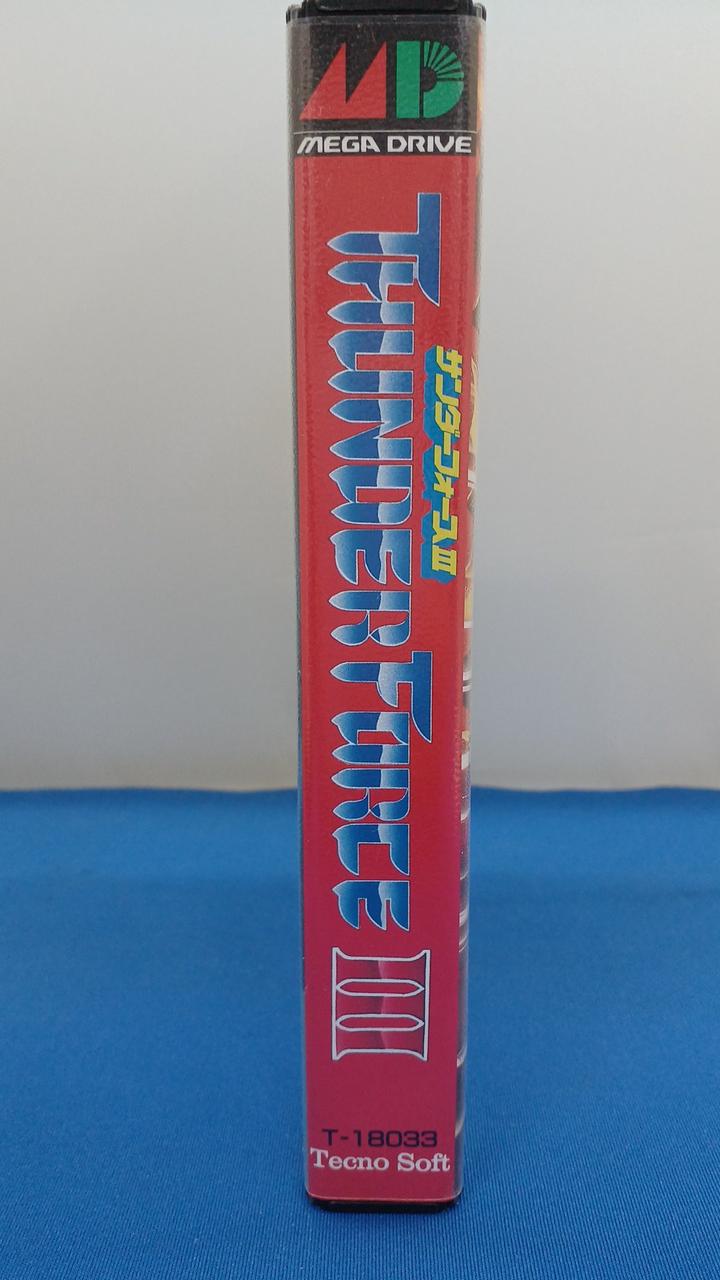 MD
MEGA DRIVE
THUNDER FORCE III
サンダーフォースIII
T-18033
Tecno Soft